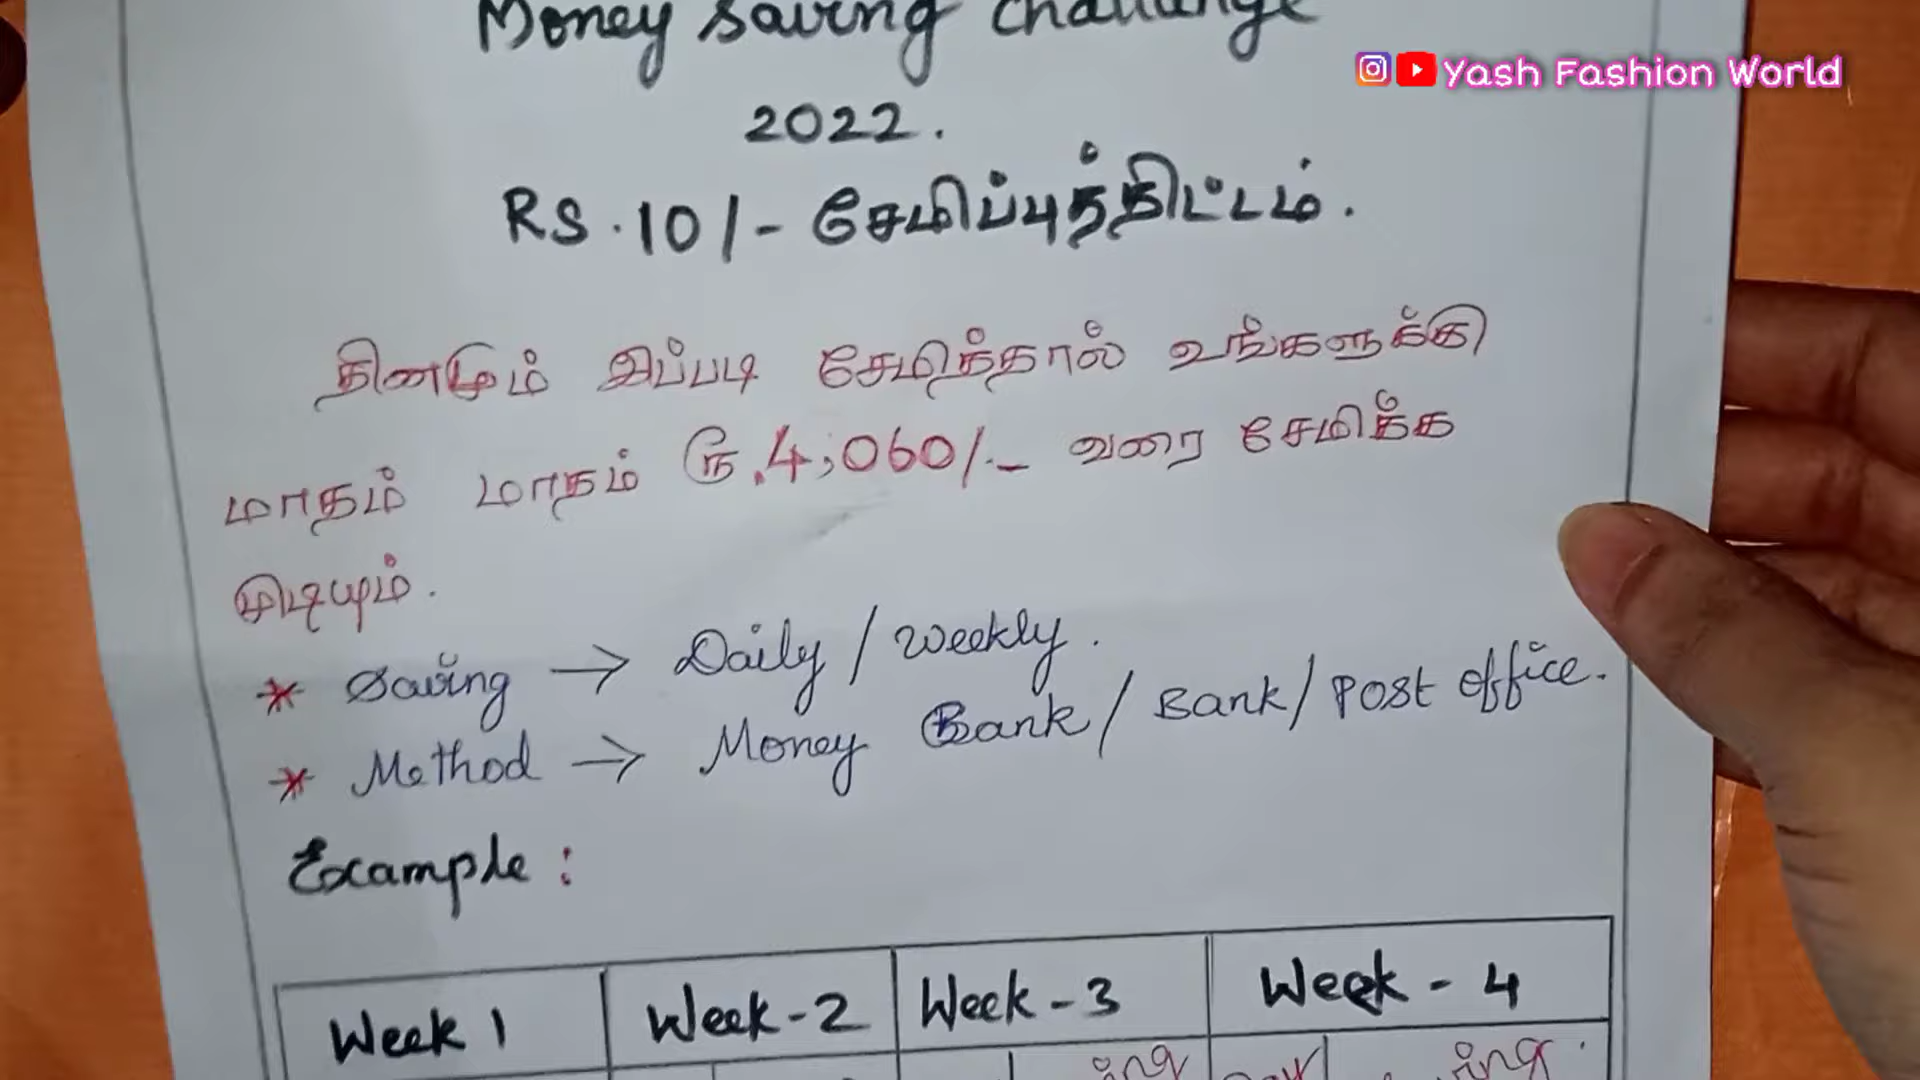 Money saving challenge
Yash Fashion World
2022.
RS.10/- சேமிப்புத்திட்டம்.
தினமும் இப்படி சேமித்தால் உங்களுக்கு
மாதம் மாதம் ரூ.4,060/- வரை சேமிக்க
முடியும்.
* Saving → Daily / Weekly.
* Method → Money Bank / Bank / Post office.
Example :
Week 1 Week - 2 Week - 3 Week - 4